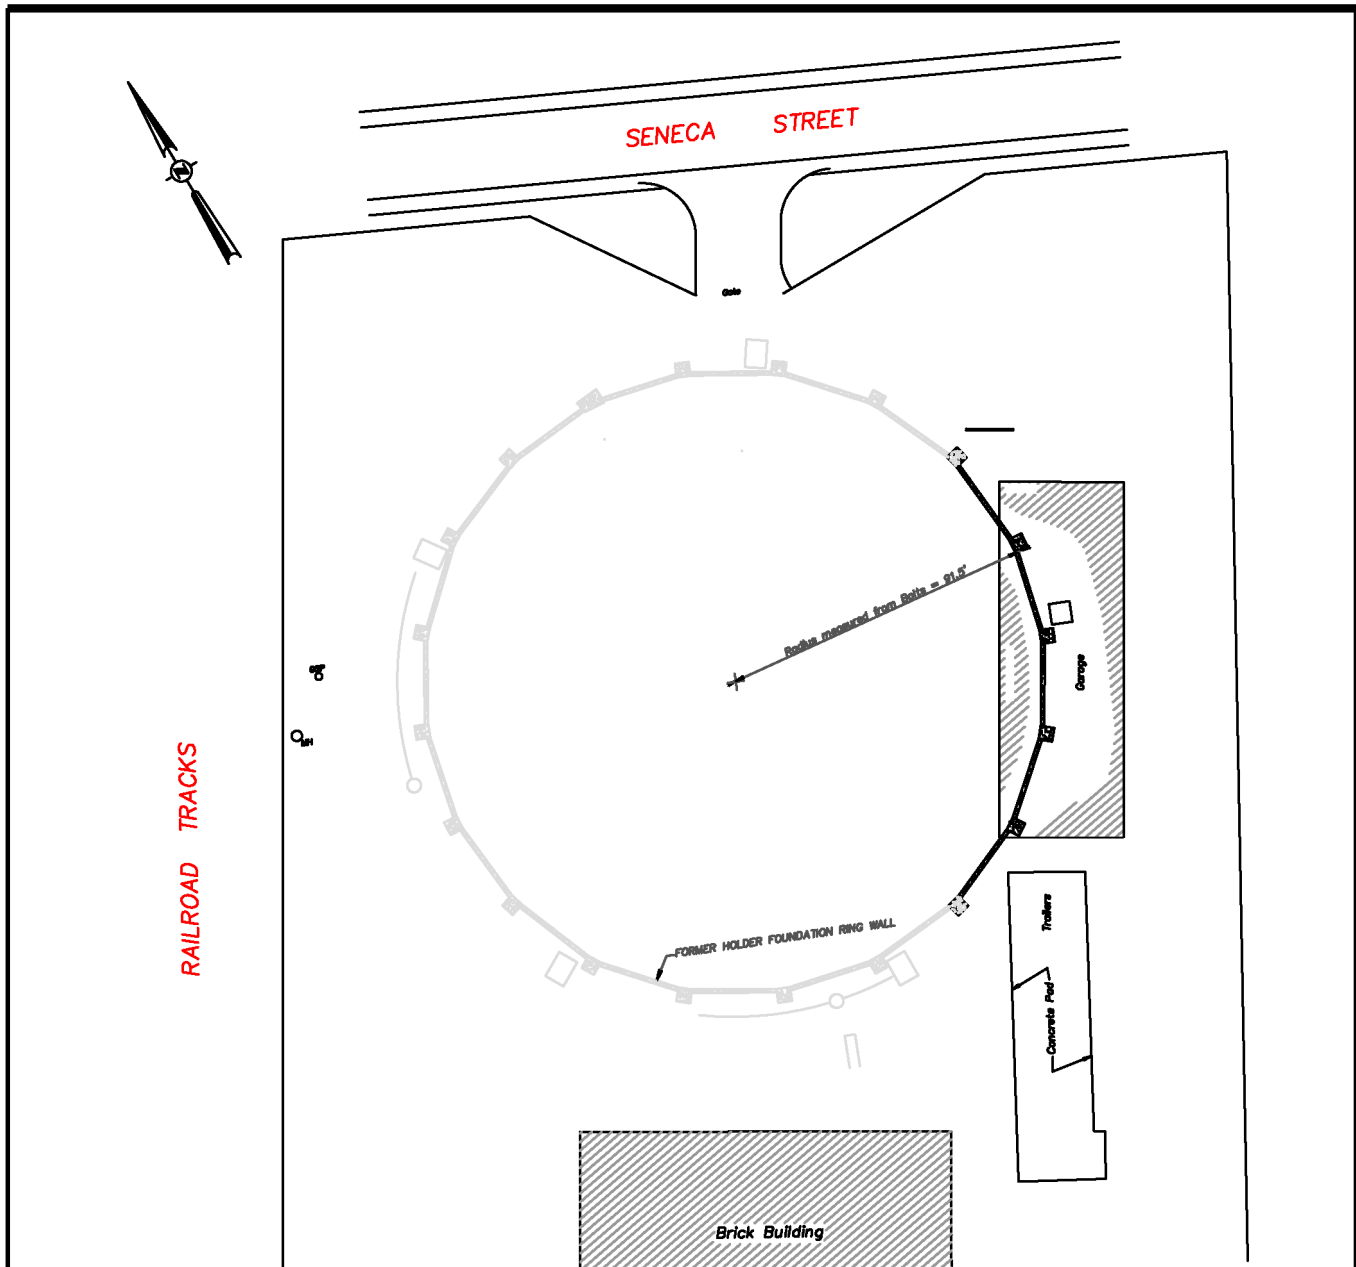 SENECA STREET
N
Gate
Radius measured from Bolts = 91.5'
Garage
MH
RAILROAD TRACKS
FORMER HOLDER FOUNDATION RING WALL
Trailers
Concrete Pad
Brick Building